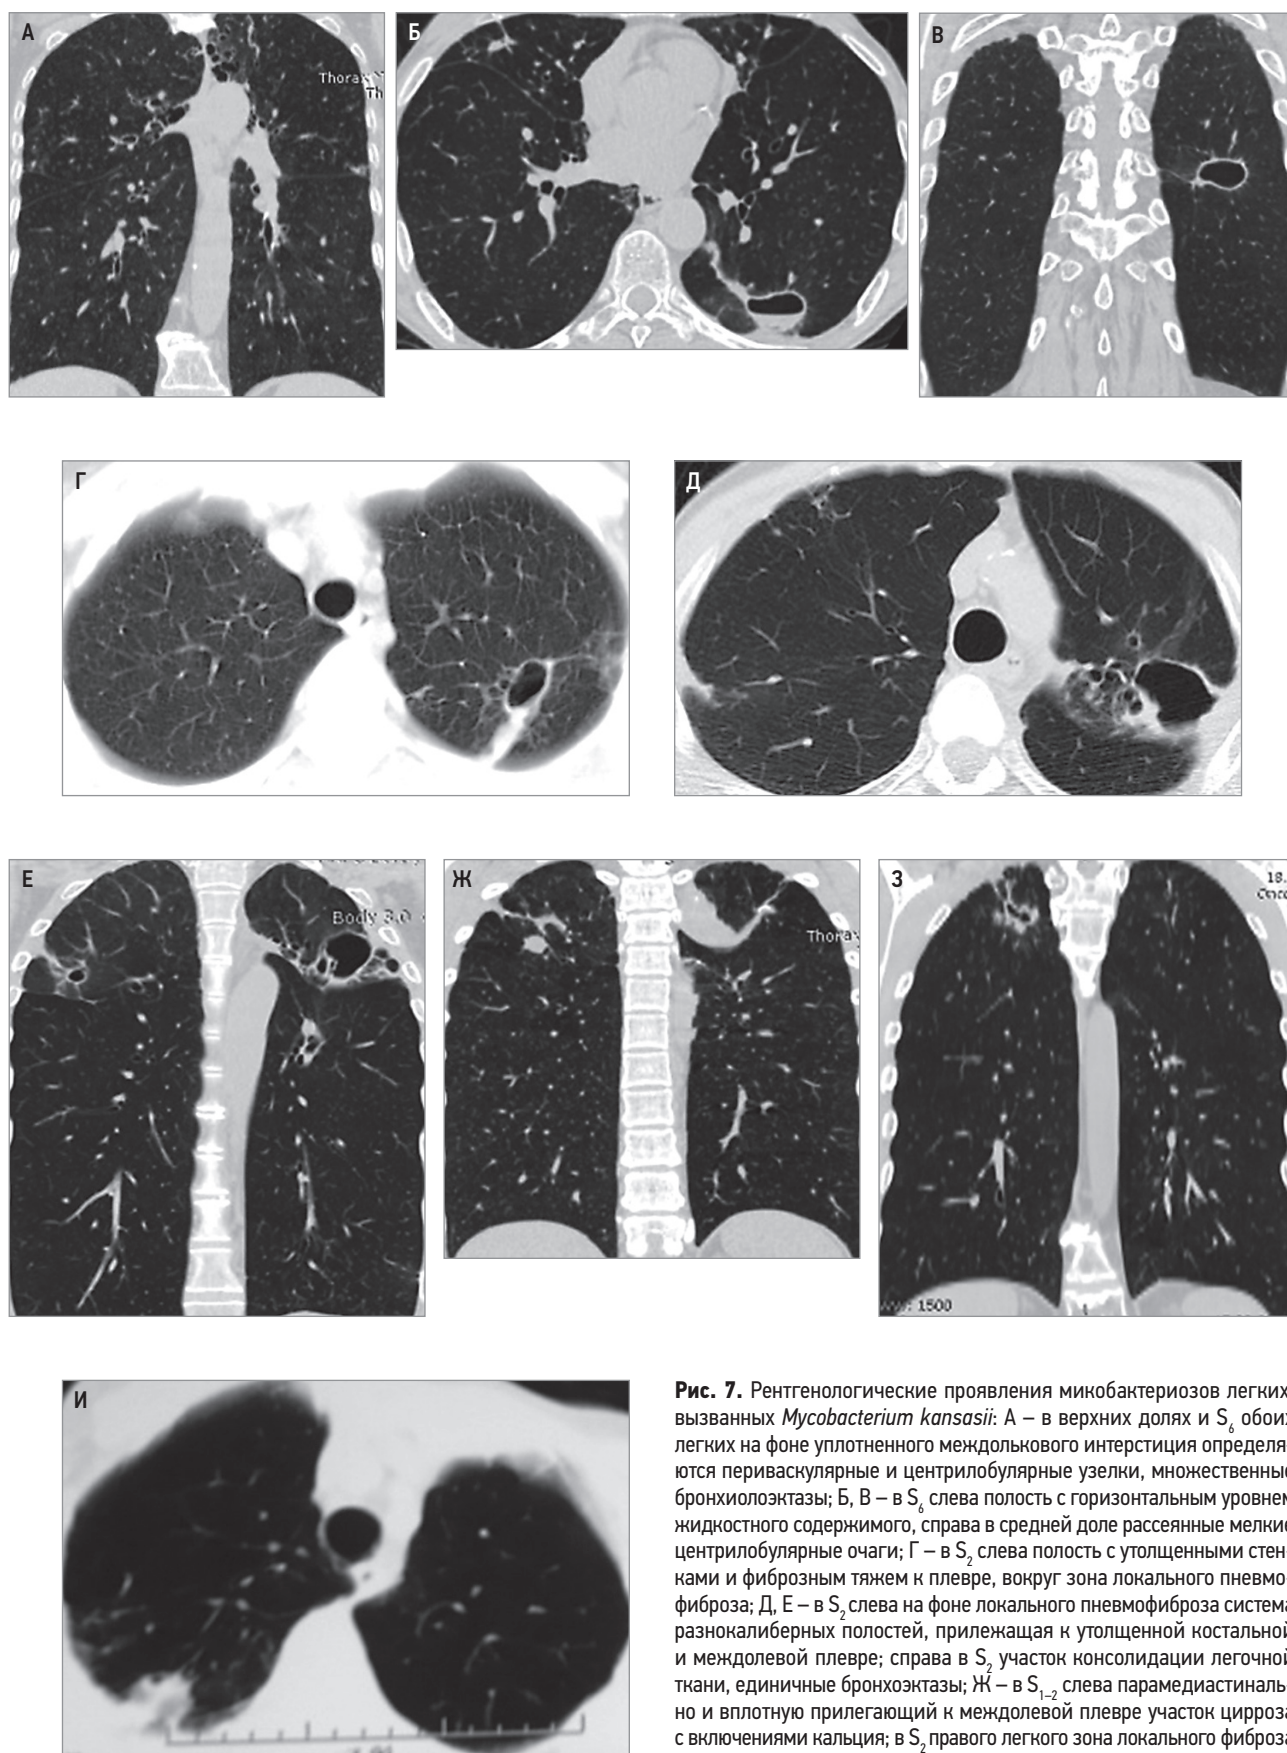 А
Thorax
Th
Б
В
Г
Д
Е
Body 3.0
Ж
Thorax
З
18.
: 1500
И
Рис. 7. Рентгенологические проявления микобактериозов легких
вызванных Mycobacterium kansasii: А – в верхних долях и S6 обоих
легких на фоне уплотненного междолькового интерстиция определя-
ются периваскулярные и центрилобулярные узелки, множественные
бронхиолоэктазы; Б, В – в S6 слева полость с горизонтальным уровнем
жидкостного содержимого, справа в средней доле рассеянные мелкие
центрилобулярные очаги; Г – в S2 слева полость с утолщенными стен-
ками и фиброзным тяжем к плевре, вокруг зона локального пневмо-
фиброза; Д, Е – в S2 слева на фоне локального пневмофиброза система
разнокалиберных полостей, прилежащая к утолщенной костальной
и междолевой плевре; справа в S2 участок консолидации легочной
ткани, единичные бронхоэктазы; Ж – в S1–2 слева парамедиастиналь-
но и вплотную прилегающий к междолевой плевре участок цирроза
с включениями кальция; в S2 правого легкого зона локального фиброза